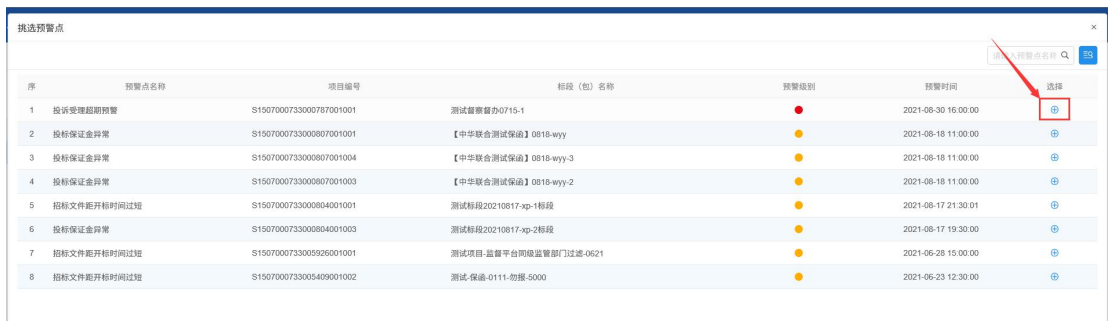 挑选预警点
×
请输入预警点名称
序 预警点名称 项目编号 标段（包）名称 预警级别 预警时间 选择
1 投诉受理超期预警 S1507000733000787001001 测试督察督办0715-1 2021-08-30 16:00:00
2 投标保证金异常 S1507000733000807001001 【中华联合测试保函】0818-wyy 2021-08-18 11:00:00
3 投标保证金异常 S1507000733000807001004 【中华联合测试保函】0818-wyy-3 2021-08-18 11:00:00
4 投标保证金异常 S1507000733000807001003 【中华联合测试保函】0818-wyy-2 2021-08-18 11:00:00
5 招标文件距开标时间过短 S1507000733000804001001 测试标段20210817-xp-1标段 2021-08-17 21:30:01
6 投标保证金异常 S1507000733000804001003 测试标段20210817-xp-2标段 2021-08-17 19:30:00
7 招标文件距开标时间过短 S1507000733005926001001 测试项目-监督平台同级监管部门过滤-0621 2021-06-28 15:00:00
8 招标文件距开标时间过短 S1507000733005409001002 测试-保函-0111-勿报-5000 2021-06-23 12:30:00